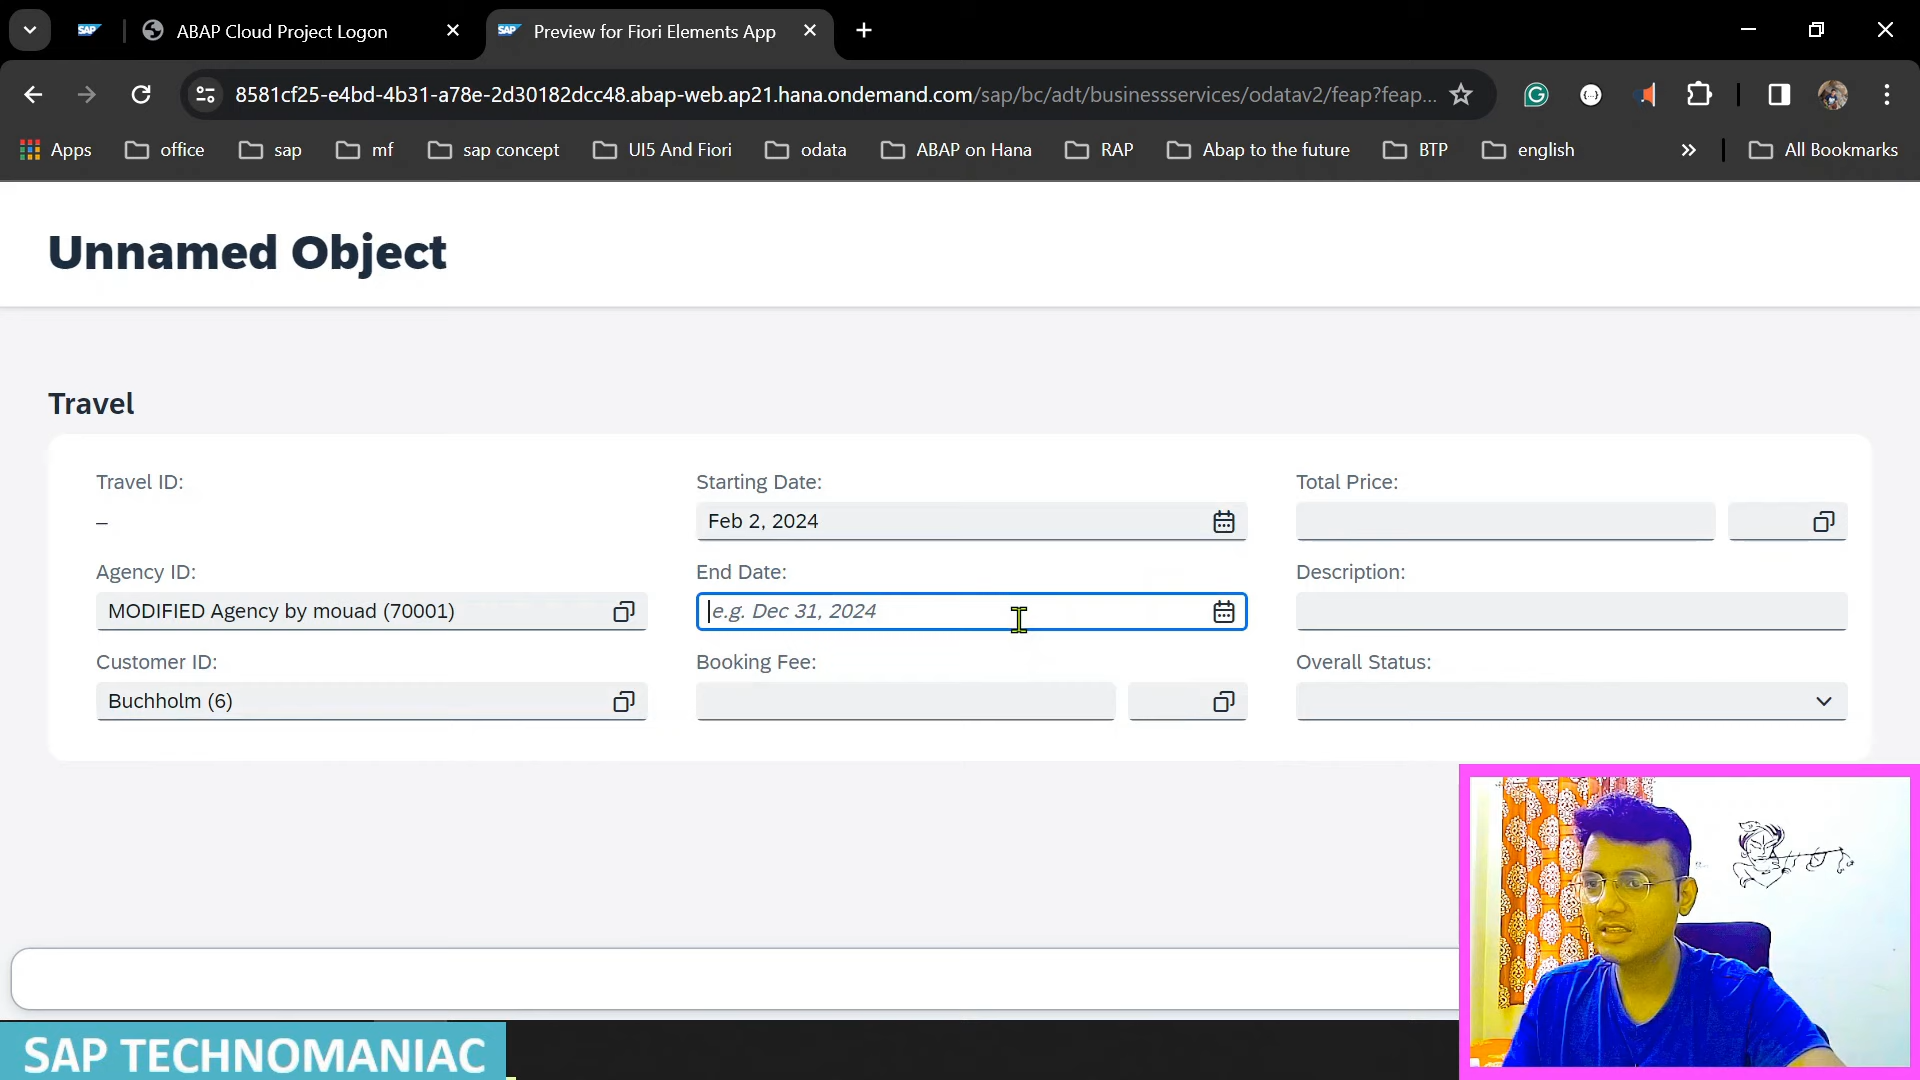 SAP
ABAP Cloud Project Logon
SAP
Preview for Fiori Elements App
8581cf25-e4bd-4b31-a78e-2d30182dcc48.abap-web.ap21.hana.ondemand.com/sap/bc/adt/businessservices/odatav2/feap?feap...
Apps
office
sap
mf
sap concept
UI5 And Fiori
odata
ABAP on Hana
RAP
Abap to the future
BTP
english
»
All Bookmarks
Unnamed Object
Travel
Travel ID:
–
Agency ID:
MODIFIED Agency by mouad (70001)
Customer ID:
Buchholm (6)
Starting Date:
Feb 2, 2024
End Date:
e.g. Dec 31, 2024
Booking Fee:
Total Price:
Description:
Overall Status:
SAP TECHNOMANIAC